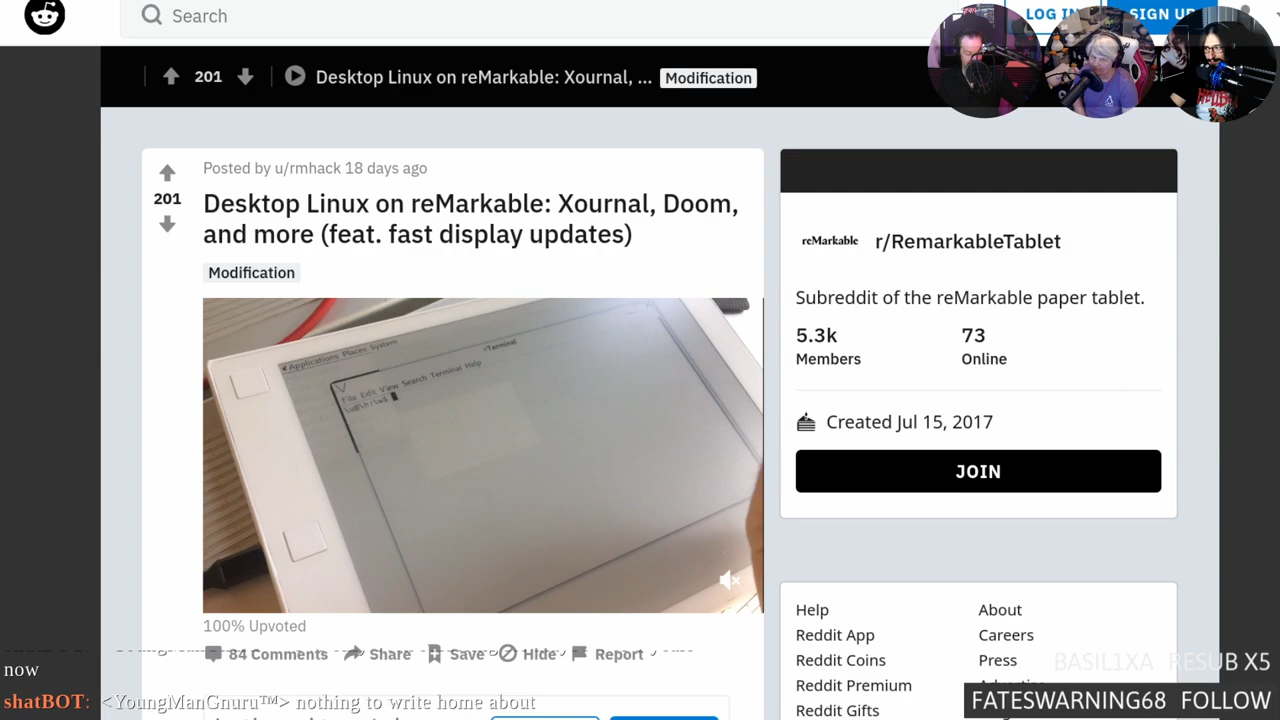 Search
LOG IN
SIGN UP
201
Desktop Linux on reMarkable: Xournal, ...
Modification
Posted by u/rmhack 18 days ago
201
Desktop Linux on reMarkable: Xournal, Doom,
and more (feat. fast display updates)
Modification
Applications Places System
Terminal
File Edit View Search Terminal Help
100% Upvoted
84 Comments
Share
Save
Hide
Report
reMarkable
r/RemarkableTablet
Subreddit of the reMarkable paper tablet.
5.3k
73
Members
Online
Created Jul 15, 2017
JOIN
Help
About
Reddit App
Careers
Reddit Coins
Press
Reddit Premium
Reddit Gifts
BASIL1XA RESUB X5
FATESWARNING68 FOLLOW
now
shatBOT: <YoungManGnuru™> nothing to write home about